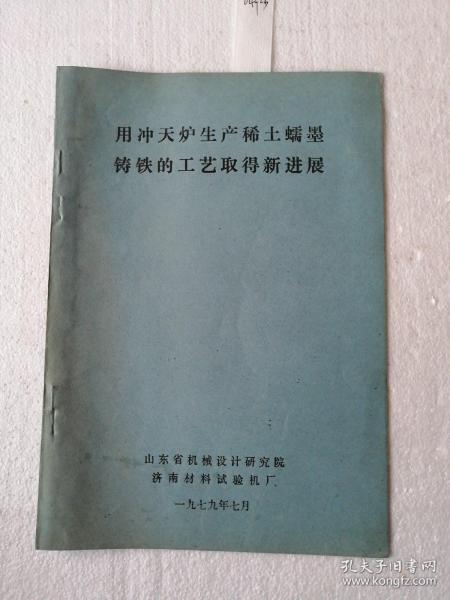 用冲天炉生产稀土蠕墨
铸铁的工艺取得新进展
山东省机械设计研究院
济南材料试验机厂
一九七九年七月
孔夫子旧书网
www.kongfz.com